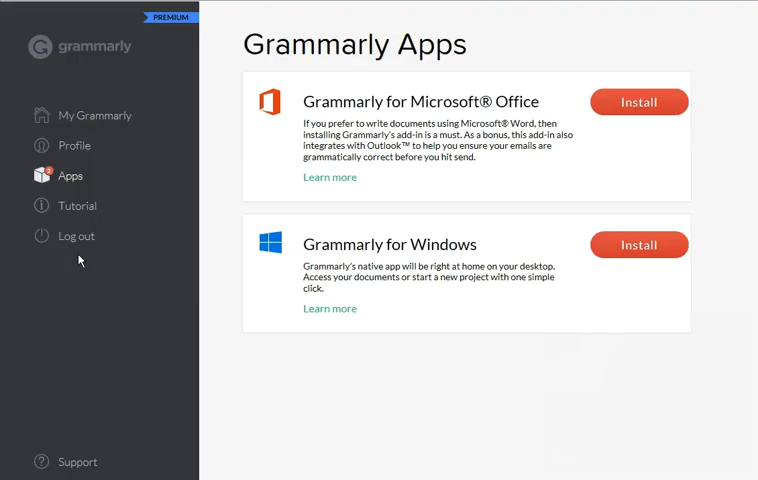 PREMIUM
grammarly
My Grammarly
Profile
2
Apps
Tutorial
Log out
Support
Grammarly Apps
Grammarly for Microsoft® Office
Install
If you prefer to write documents using Microsoft® Word, then
installing Grammarly's add-in is a must. As a bonus, this add-in also
integrates with Outlook™ to help you ensure your emails are
grammatically correct before you hit send.
Learn more
Grammarly for Windows
Install
Grammarly's native app will be right at home on your desktop.
Access your documents or start a new project with one simple
click.
Learn more